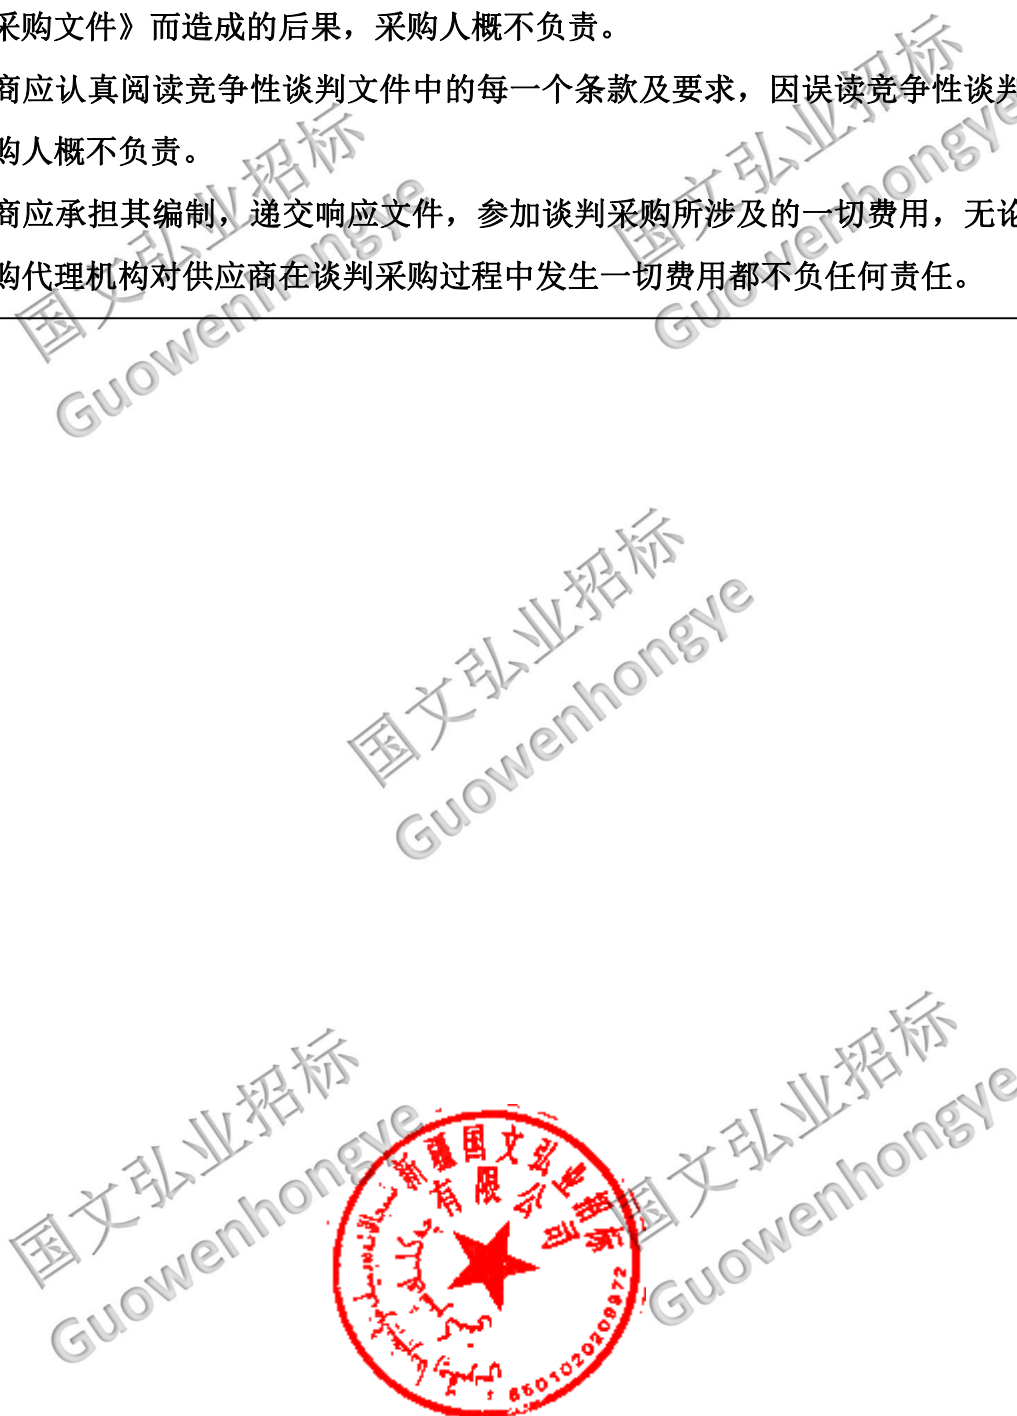 采购文件》而造成的后果，采购人概不负责。
商应认真阅读竞争性谈判文件中的每一个条款及要求，因误读竞争性谈判
购人概不负责。
商应承担其编制，递交响应文件，参加谈判采购所涉及的一切费用，无论
购代理机构对供应商在谈判采购过程中发生一切费用都不负任何责任。
国文弘业招标
Guowenhongye
国文弘业招标
Guowenhongye
国文弘业招标
Guowenhongye
国文弘业招标
Guowenhongye
国文弘业招标
Guowenhongye
新疆国文弘业招标
有限公司
6501020209972